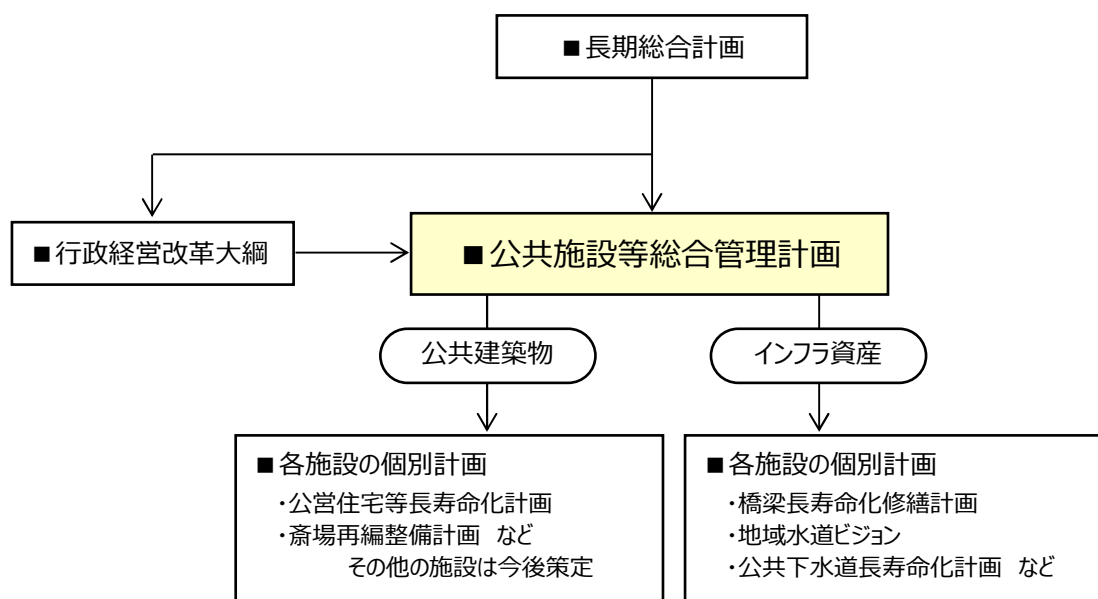 ■長期総合計画
■行政経営改革大綱
■公共施設等総合管理計画
公共建築物
インフラ資産
■各施設の個別計画
・公営住宅等長寿命化計画
・斎場再編整備計画 など
その他の施設は今後策定
■各施設の個別計画
・橋梁長寿命化修繕計画
・地域水道ビジョン
・公共下水道長寿命化計画 など